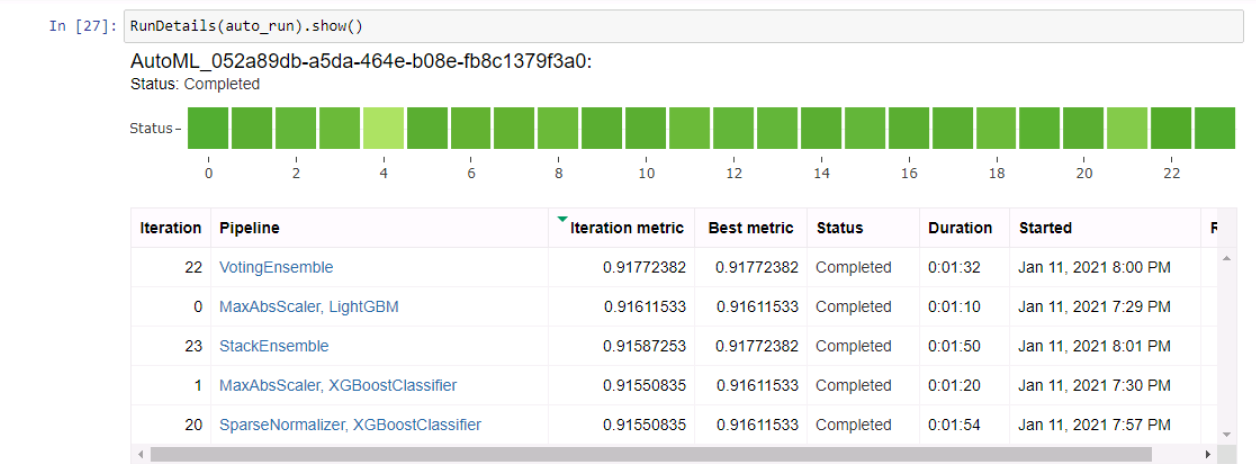 In [27]: RunDetails(auto_run).show()
AutoML_052a89db-a5da-464e-b08e-fb8c1379f3a0:
Status: Completed
Status
0 2 4 6 8 10 12 14 16 18 20 22
Iteration Pipeline Iteration metric Best metric Status Duration Started
22 VotingEnsemble 0.91772382 0.91772382 Completed 0:01:32 Jan 11, 2021 8:00 PM
0 MaxAbsScaler, LightGBM 0.91611533 0.91611533 Completed 0:01:10 Jan 11, 2021 7:29 PM
23 StackEnsemble 0.91587253 0.91772382 Completed 0:01:50 Jan 11, 2021 8:01 PM
1 MaxAbsScaler, XGBoostClassifier 0.91550835 0.91611533 Completed 0:01:20 Jan 11, 2021 7:30 PM
20 SparseNormalizer, XGBoostClassifier 0.91550835 0.91611533 Completed 0:01:54 Jan 11, 2021 7:57 PM